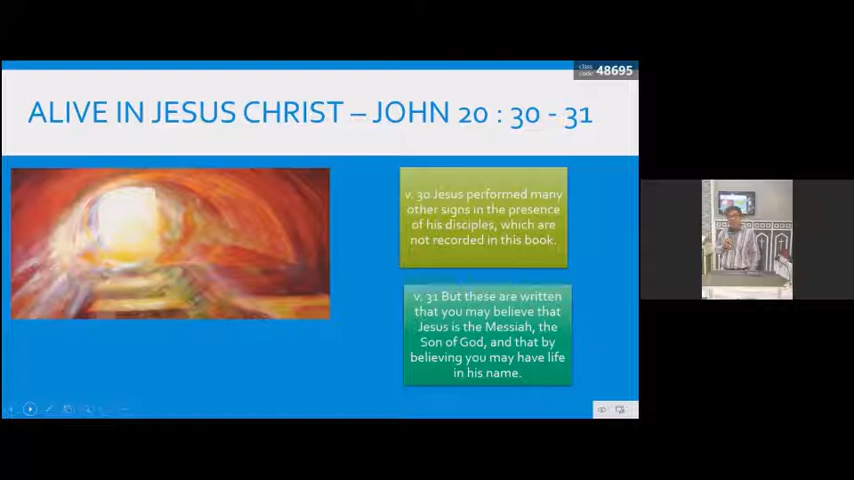 Class
code 48695
ALIVE IN JESUS CHRIST – JOHN 20 : 30 - 31
v. 30 Jesus performed many
other signs in the presence
of his disciples, which are
not recorded in this book.
v. 31 But these are written
that you may believe that
Jesus is the Messiah, the
Son of God, and that by
believing you may have life
in his name.